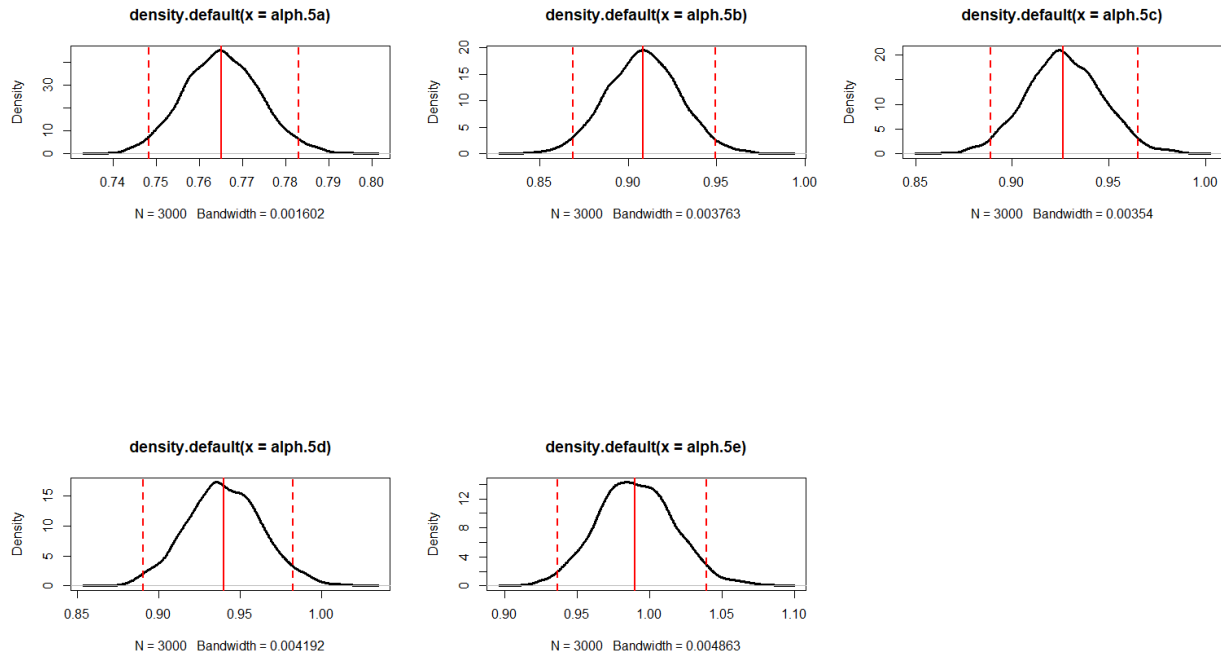 density.default(x = alph.5a)
Density
10
30
0.74 0.75 0.76 0.77 0.78 0.79 0.80
N = 3000 Bandwidth = 0.001602
density.default(x = alph.5b)
Density
0 5 10 15 20
0.85 0.90 0.95 1.00
N = 3000 Bandwidth = 0.003763
density.default(x = alph.5c)
Density
0 5 10 20
0.85 0.90 0.95 1.00
N = 3000 Bandwidth = 0.00354
density.default(x = alph.5d)
Density
0 5 10 15
0.85 0.90 0.95 1.00
N = 3000 Bandwidth = 0.004192
density.default(x = alph.5e)
Density
0 4 8 12
0.90 0.95 1.00 1.05 1.10
N = 3000 Bandwidth = 0.004863